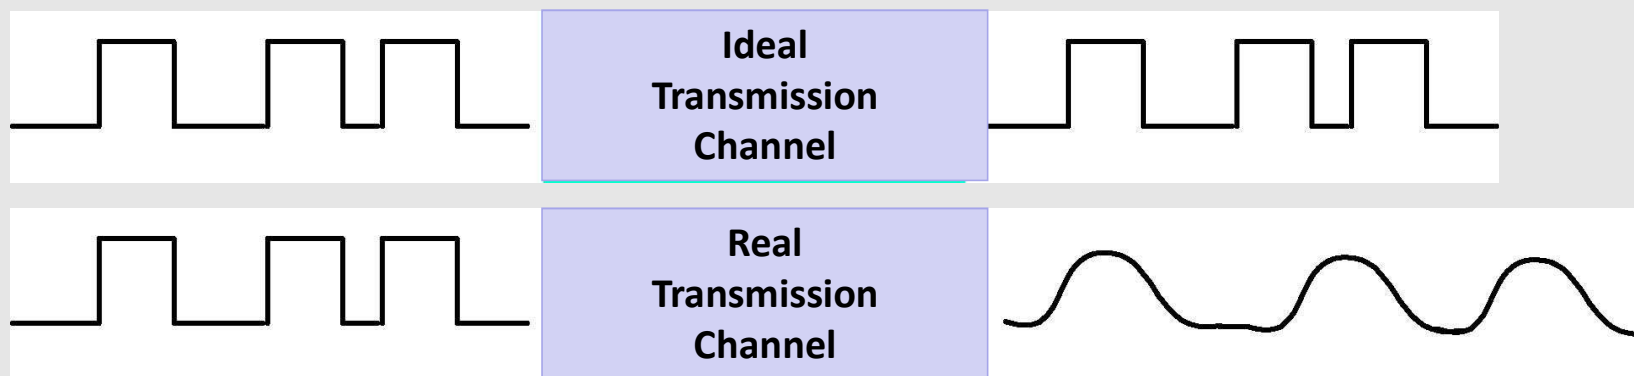 Ideal
Transmission
Channel
Real
Transmission
Channel